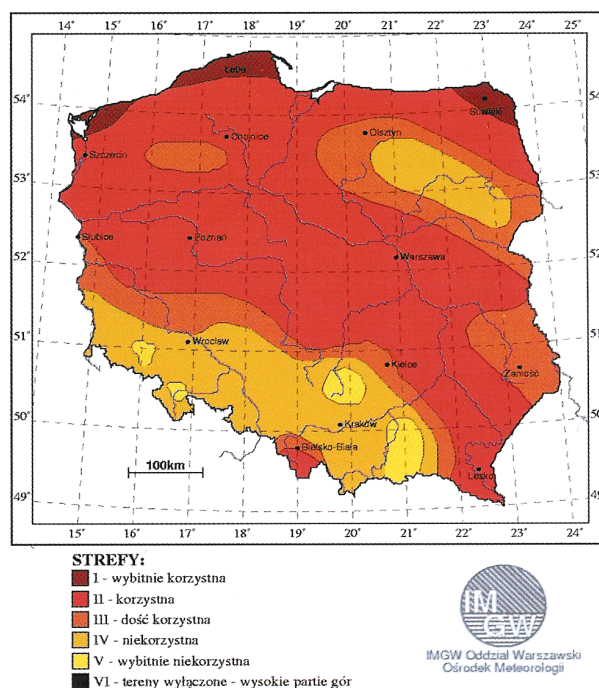 14° 15° 16° 17° 18° 19° 20° 21° 22° 23° 24° 25°
Łeba
54°
Suwałki
Chojnice
Olsztyn
Szczecin
53°
Słubice
Poznań
52°
Warszawa
51°
Wrocław
Kielce
Zamość
50°
Kraków
Bielsko-Biała
100km
Lesko
49°
15° 16° 17° 18° 19° 20° 21° 22° 23° 24°
STREFY:
I - wybitnie korzystna
II - korzystna
III - dość korzystna
IV - niekorzystna
V - wybitnie niekorzystna
VI - tereny wyłączone - wysokie partie gór
IM
GW
IMGW Oddział Warszawski
Ośrodek Meteorologii